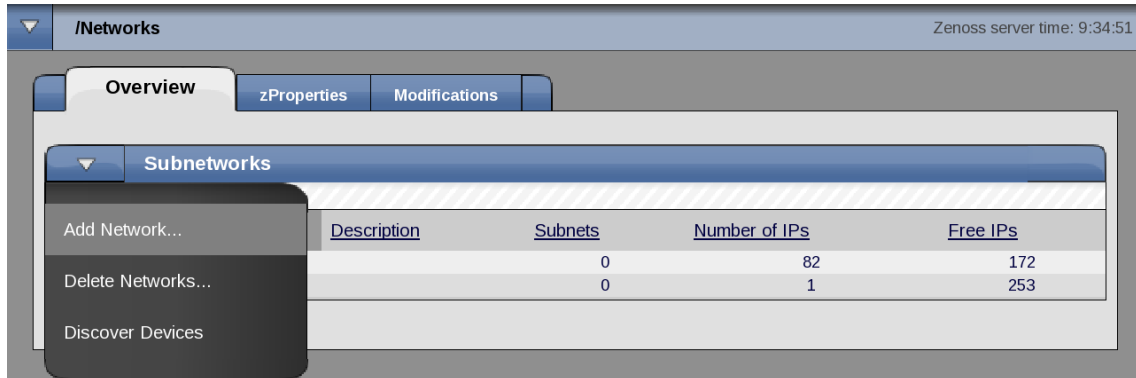 /Networks Zenoss server time: 9:34:51
Overview zProperties Modifications
Subnetworks
Add Network... Description Subnets Number of IPs Free IPs
0 82 172
Delete Networks... 0 1 253
Discover Devices